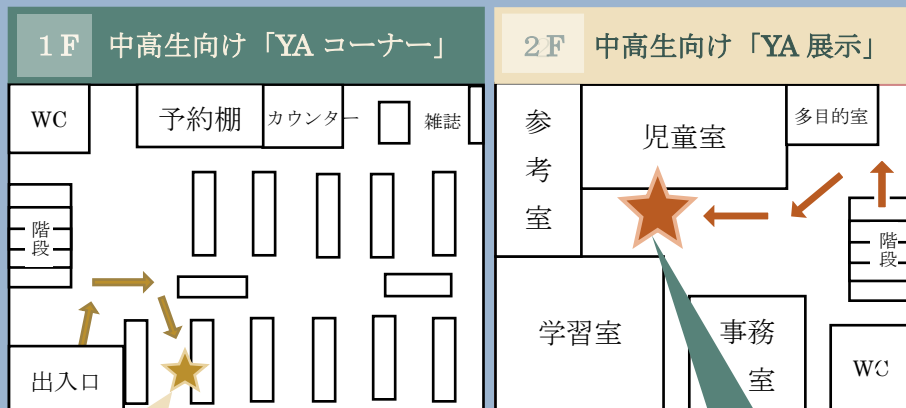 1F 中高生向け「YA コーナー」
WC
予約棚
カウンター
雑誌
階段
出入口
2F 中高生向け「YA 展示」
参考室
児童室
多目的室
階段
学習室
事務室
WC